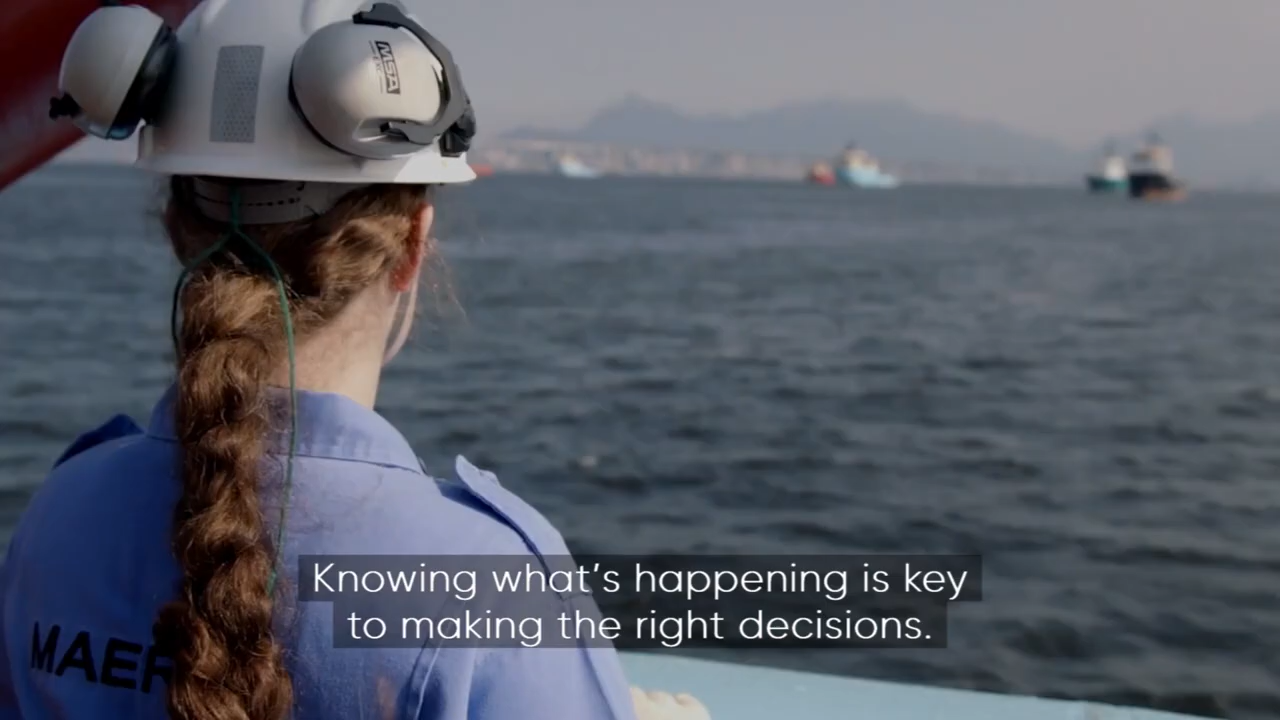 MSA
MAER
Knowing what's happening is key
to making the right decisions.